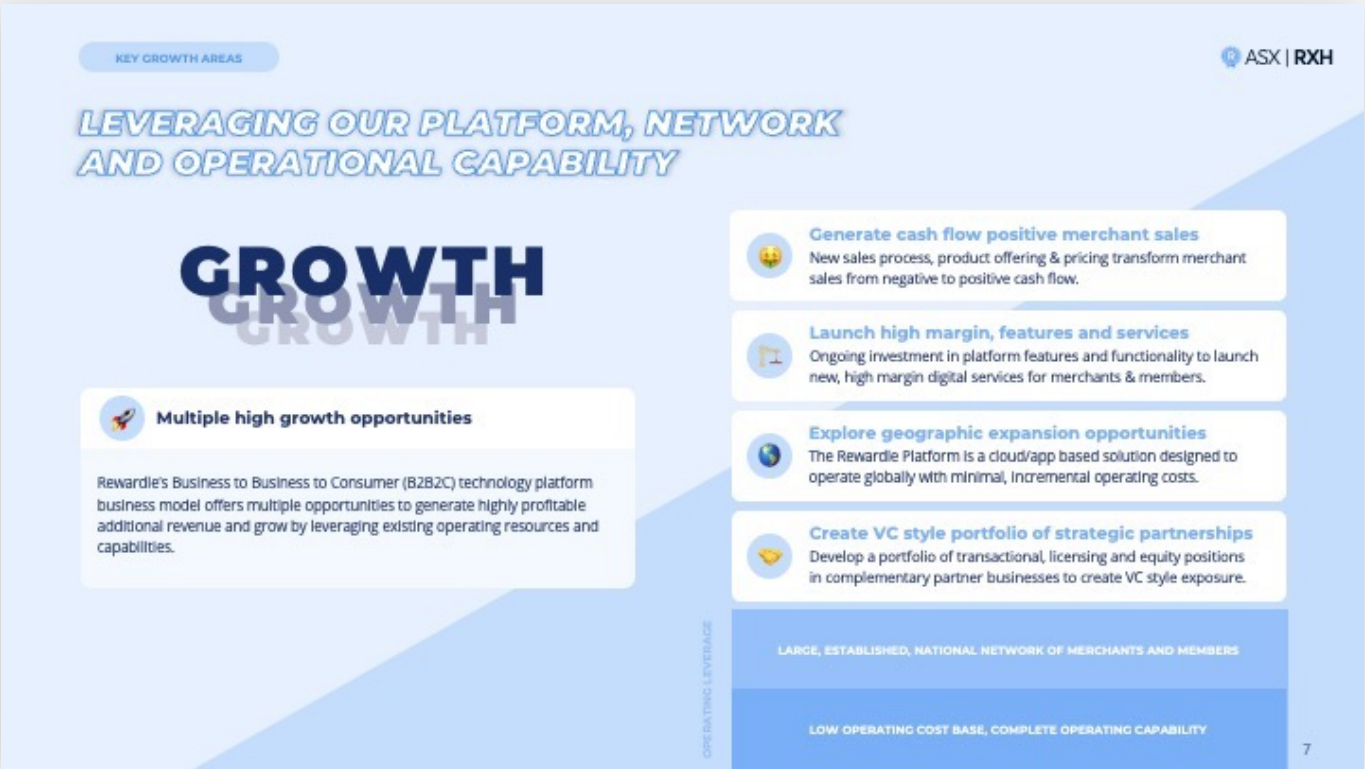 KEY GROWTH AREAS
ASX | RXH
LEVERAGING OUR PLATFORM, NETWORK
AND OPERATIONAL CAPABILITY
GROWTH
GROWTH
GROWTH
Multiple high growth opportunities
Rewardle's Business to Business to Consumer (B2B2C) technology platform
business model offers multiple opportunities to generate highly profitable
additional revenue and grow by leveraging existing operating resources and
capabilities.
Generate cash flow positive merchant sales
New sales process, product offering & pricing transform merchant
sales from negative to positive cash flow.
Launch high margin, features and services
Ongoing investment in platform features and functionality to launch
new, high margin digital services for merchants & members.
Explore geographic expansion opportunities
The Rewardle Platform is a cloud/app based solution designed to
operate globally with minimal, incremental operating costs.
Create VC style portfolio of strategic partnerships
Develop a portfolio of transactional, licensing and equity positions
in complementary partner businesses to create VC style exposure.
OPERATING LEVERAGE
LARGE, ESTABLISHED, NATIONAL NETWORK OF MERCHANTS AND MEMBERS
LOW OPERATING COST BASE, COMPLETE OPERATING CAPABILITY
7